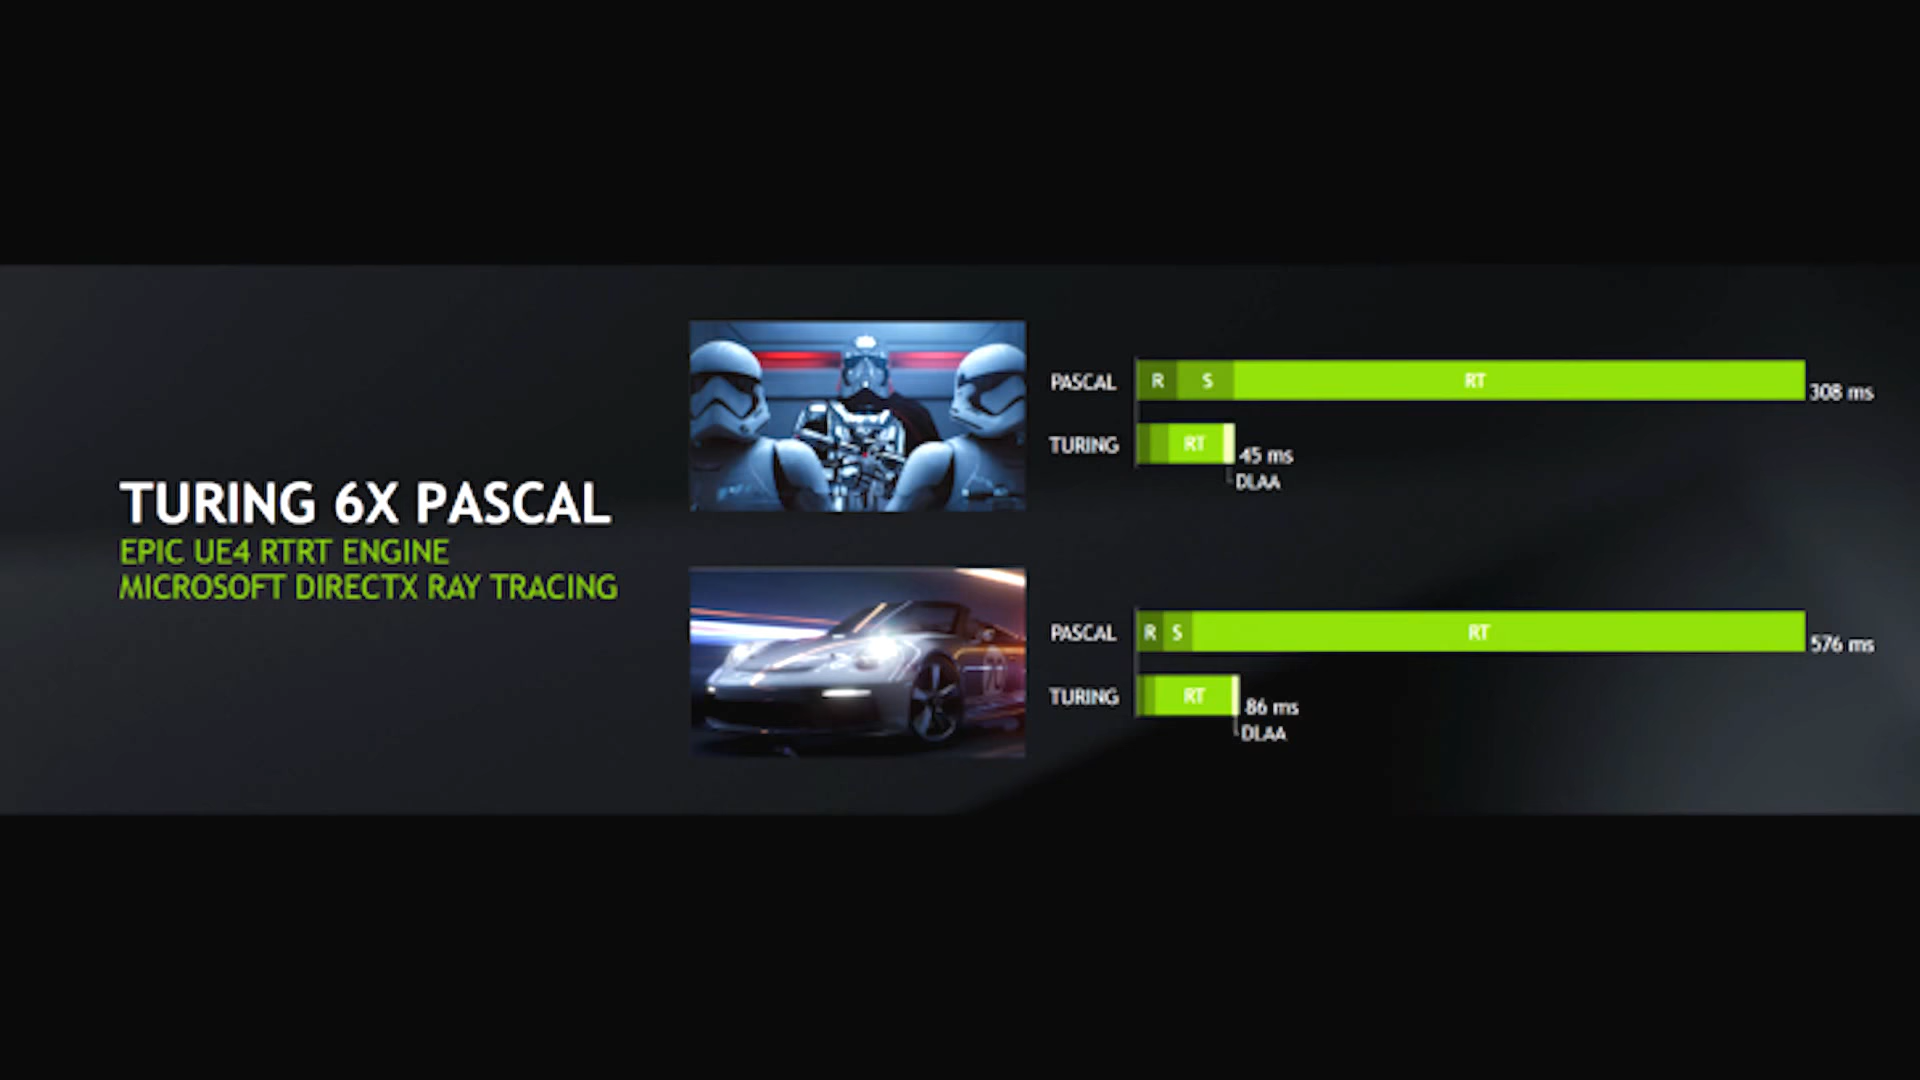 TURING 6X PASCAL
EPIC UE4 RTRT ENGINE
MICROSOFT DIRECTX RAY TRACING
PASCAL R S RT 308 ms
TURING RT 45 ms
DLAA
PASCAL R S RT 576 ms
TURING RT 86 ms
DLAA